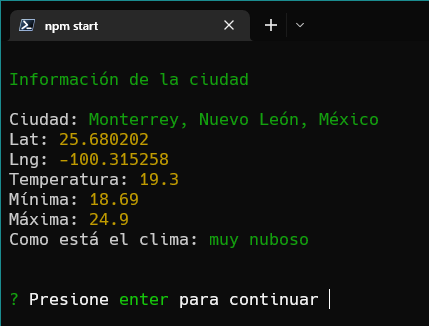 npm start
Información de la ciudad
Ciudad: Monterrey, Nuevo León, México
Lat: 25.680202
Lng: -100.315258
Temperatura: 19.3
Mínima: 18.69
Máxima: 24.9
Como está el clima: muy nuboso
? Presione enter para continuar